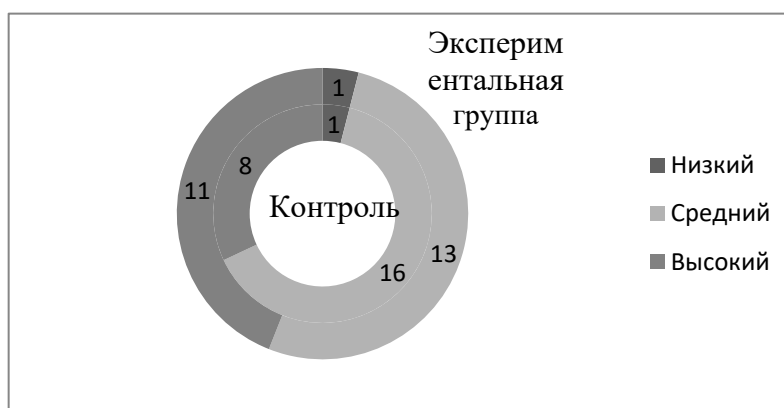 Эксперим
ентальная
группа
1
1
8
11
Контроль
13
16
Низкий
Средний
Высокий